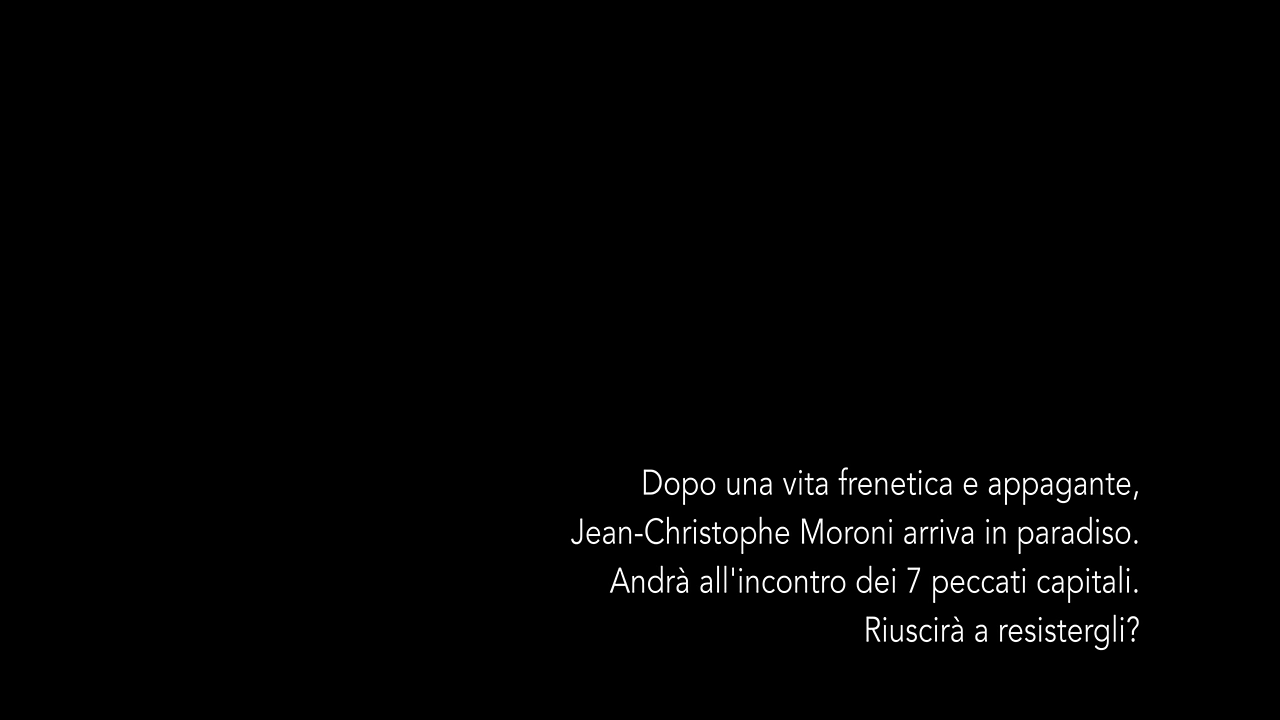 Dopo una vita frenetica e appagante,
Jean-Christophe Moroni arriva in paradiso.
Andrà all'incontro dei 7 peccati capitali.
Riuscirà a resistergli?